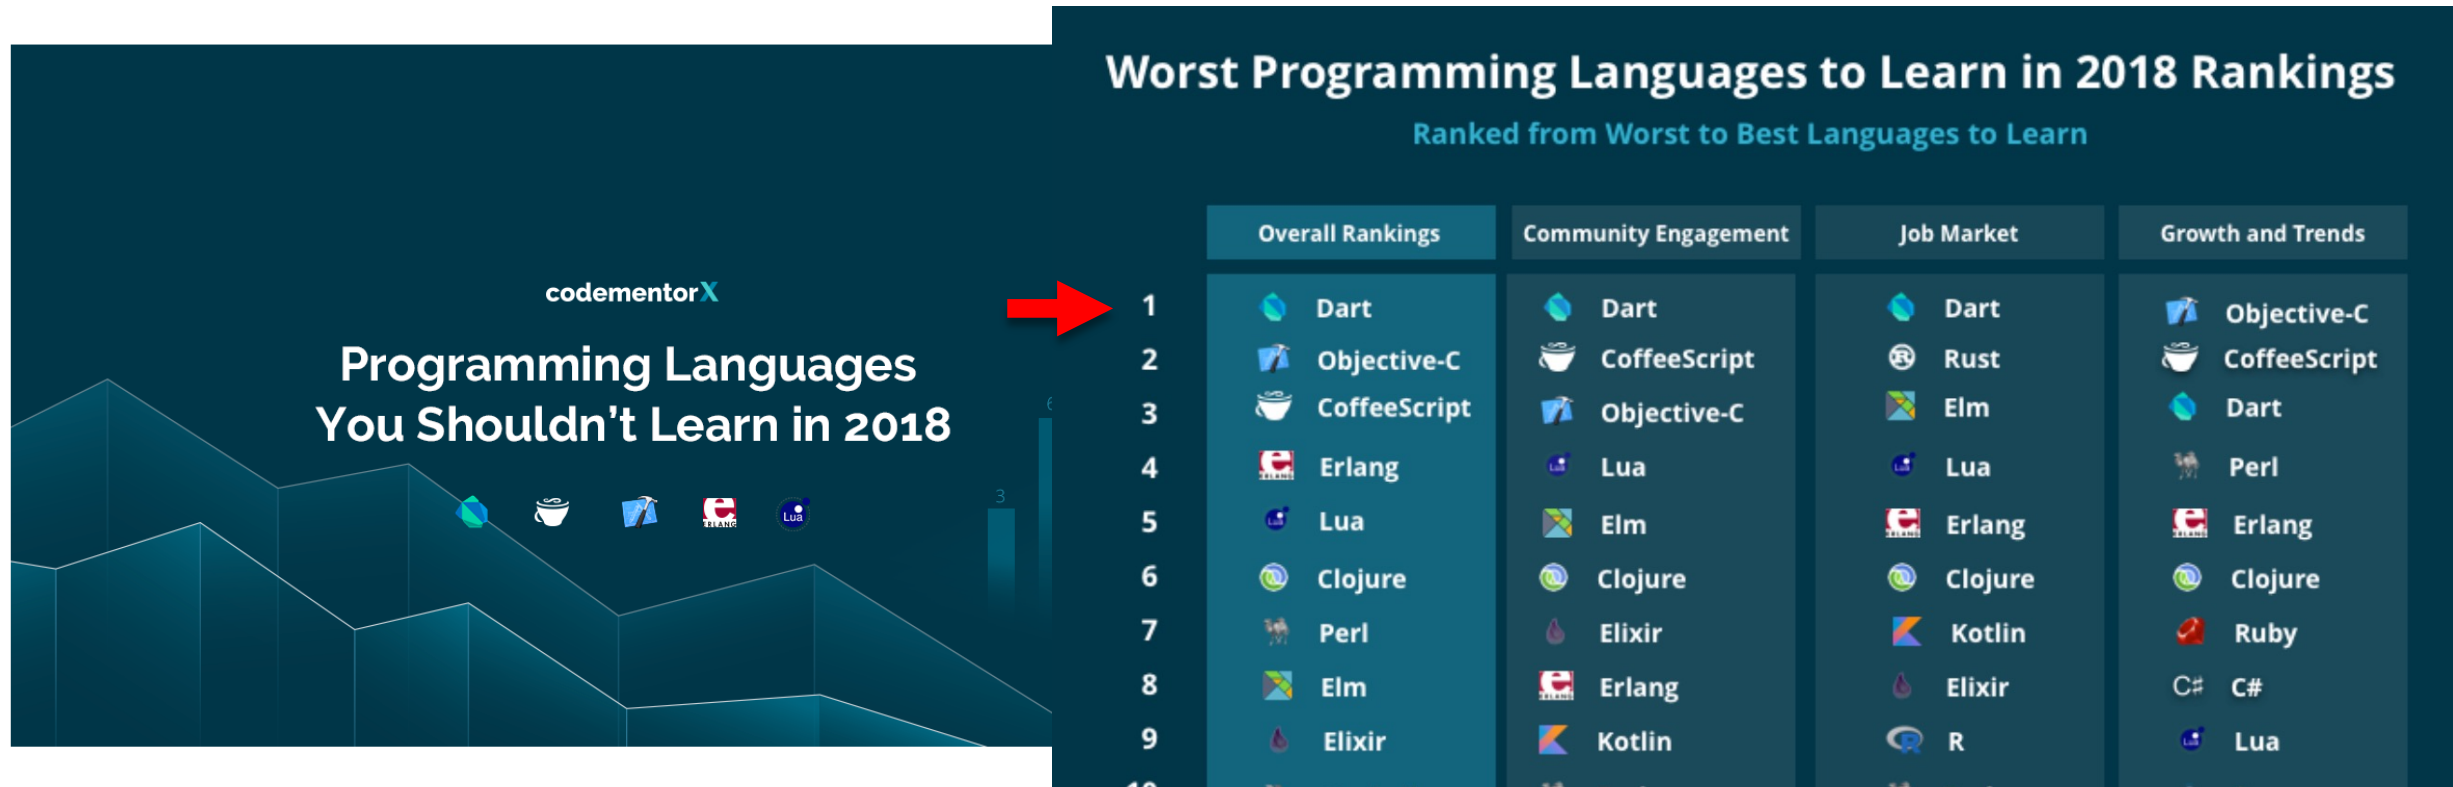 codementorX
Programming Languages
You Shouldn't Learn in 2018
ERLANG
Lua
3
6
Worst Programming Languages to Learn in 2018 Rankings
Ranked from Worst to Best Languages to Learn
Overall Rankings Community Engagement Job Market Growth and Trends
1 Dart Dart Dart Objective-C
2 Objective-C CoffeeScript Rust CoffeeScript
3 CoffeeScript Objective-C Elm Dart
4 Erlang Lua Lua Perl
5 Lua Elm Erlang Erlang
6 Clojure Clojure Clojure Clojure
7 Perl Elixir Kotlin Ruby
8 Elm Erlang Elixir C# C#
9 Elixir Kotlin R Lua